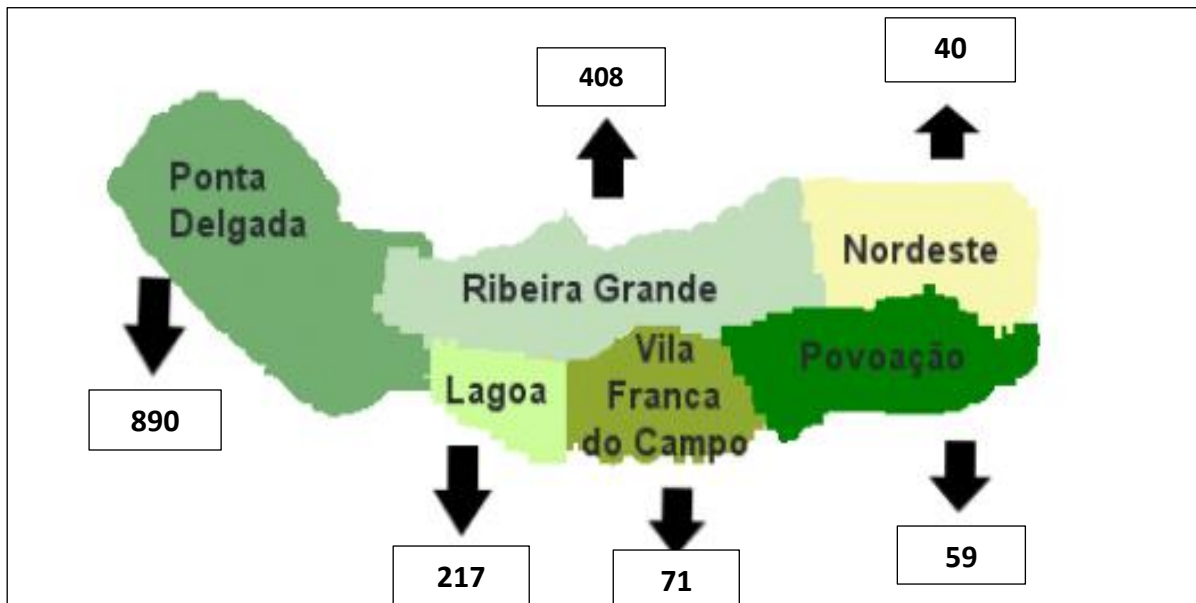 40
408
Ponta
Delgada
Nordeste
Ribeira Grande
Povoação
Vila
Franca
do Campo
Lagoa
890
59
217
71